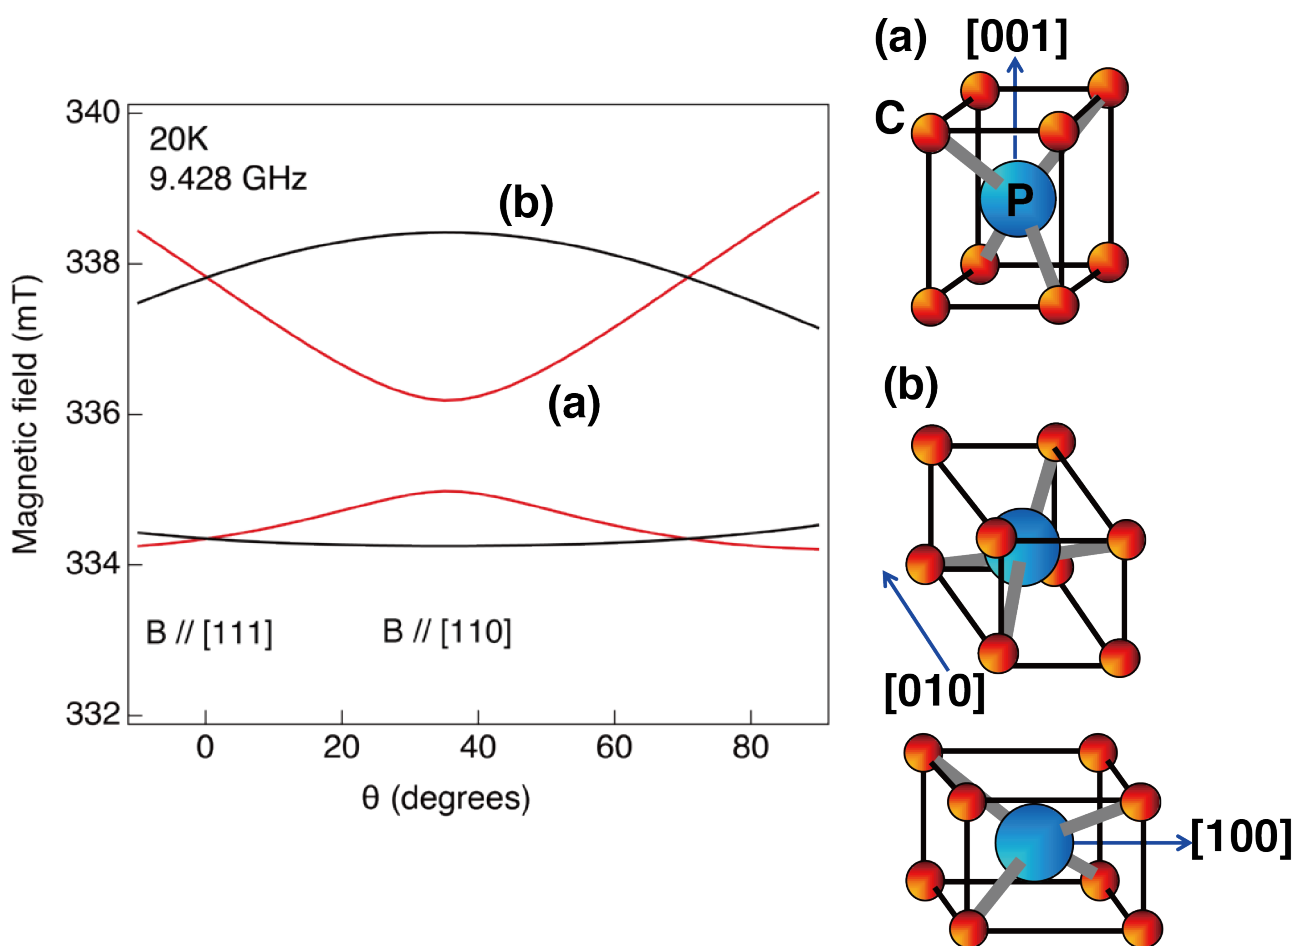 340
338
336
334
332
Magnetic field (mT)
20K
9.428 GHz
(b)
(a)
B // [111]
B // [110]
0
20
40
60
80
θ (degrees)
(a)
[001]
C
P
(b)
[010]
[100]